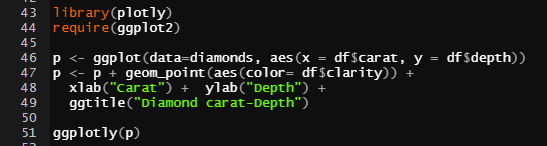 43 library(plotly)
44 require(ggplot2)
45
46 p <- ggplot(data=diamonds, aes(x = df$carat, y = df$depth))
47 p <- p + geom_point(aes(color= df$clarity)) +
48 xlab("Carat") + ylab("Depth") +
49 ggtitle("Diamond carat-Depth")
50
51 ggplotly(p)